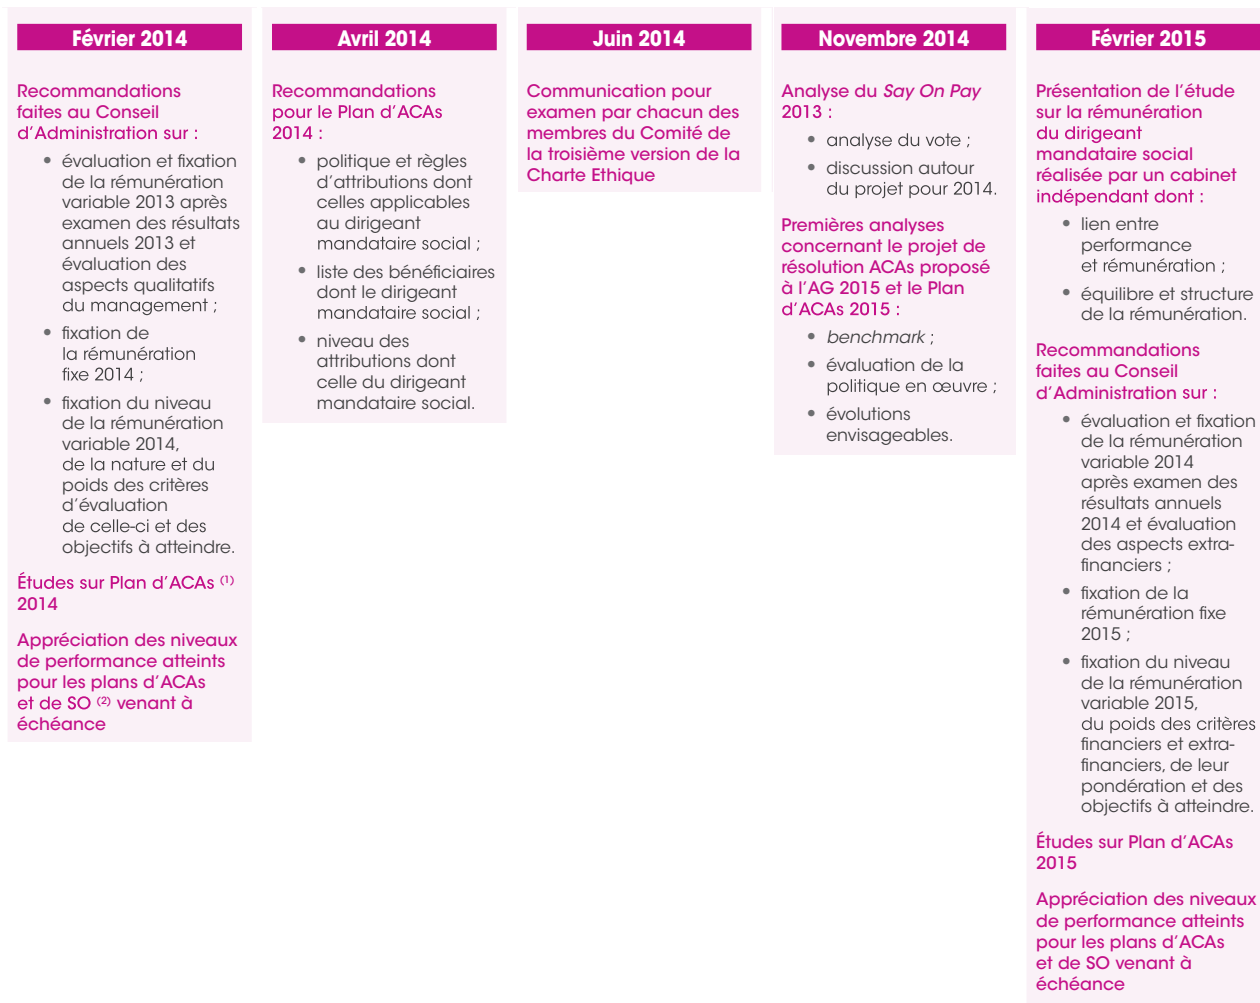 Février 2014
Recommandations
faites au Conseil
d'Administration sur :
• évaluation et fixation
de la rémunération
variable 2013 après
examen des résultats
annuels 2013 et
évaluation des
aspects qualitatifs
du management ;
• fixation de
la rémunération
fixe 2014 ;
• fixation du niveau
de la rémunération
variable 2014,
de la nature et du
poids des critères
d'évaluation
de celle-ci et des
objectifs à atteindre.
Études sur Plan d'ACAs (1)
2014
Appréciation des niveaux
de performance atteints
pour les plans d'ACAs
et de SO (2) venant à
échéance
Avril 2014
Recommandations
pour le Plan d'ACAs
2014 :
• politique et règles
d'attributions dont
celles applicables
au dirigeant
mandataire social ;
• liste des bénéficiaires
dont le dirigeant
mandataire social ;
• niveau des
attributions dont
celle du dirigeant
mandataire social.
Juin 2014
Communication pour
examen par chacun des
membres du Comité de
la troisième version de la
Charte Ethique
Novembre 2014
Analyse du Say On Pay
2013 :
• analyse du vote ;
• discussion autour
du projet pour 2014.
Premières analyses
concernant le projet de
résolution ACAs proposé
à l'AG 2015 et le Plan
d'ACAs 2015 :
• benchmark ;
• évaluation de la
politique en œuvre ;
• évolutions
envisageables.
Février 2015
Présentation de l'étude
sur la rémunération
du dirigeant
mandataire social
réalisée par un cabinet
indépendant dont :
• lien entre
performance
et rémunération ;
• équilibre et structure
de la rémunération.
Recommandations
faites au Conseil
d'Administration sur :
• évaluation et fixation
de la rémunération
variable 2014
après examen des
résultats annuels
2014 et évaluation
des aspects extra-
financiers ;
• fixation de la
rémunération fixe
2015 ;
• fixation du niveau
de la rémunération
variable 2015,
du poids des critères
financiers et extra-
financiers, de leur
pondération et des
objectifs à atteindre.
Études sur Plan d'ACAs
2015
Appréciation des niveaux
de performance atteints
pour les plans d'ACAs
et de SO venant à
échéance